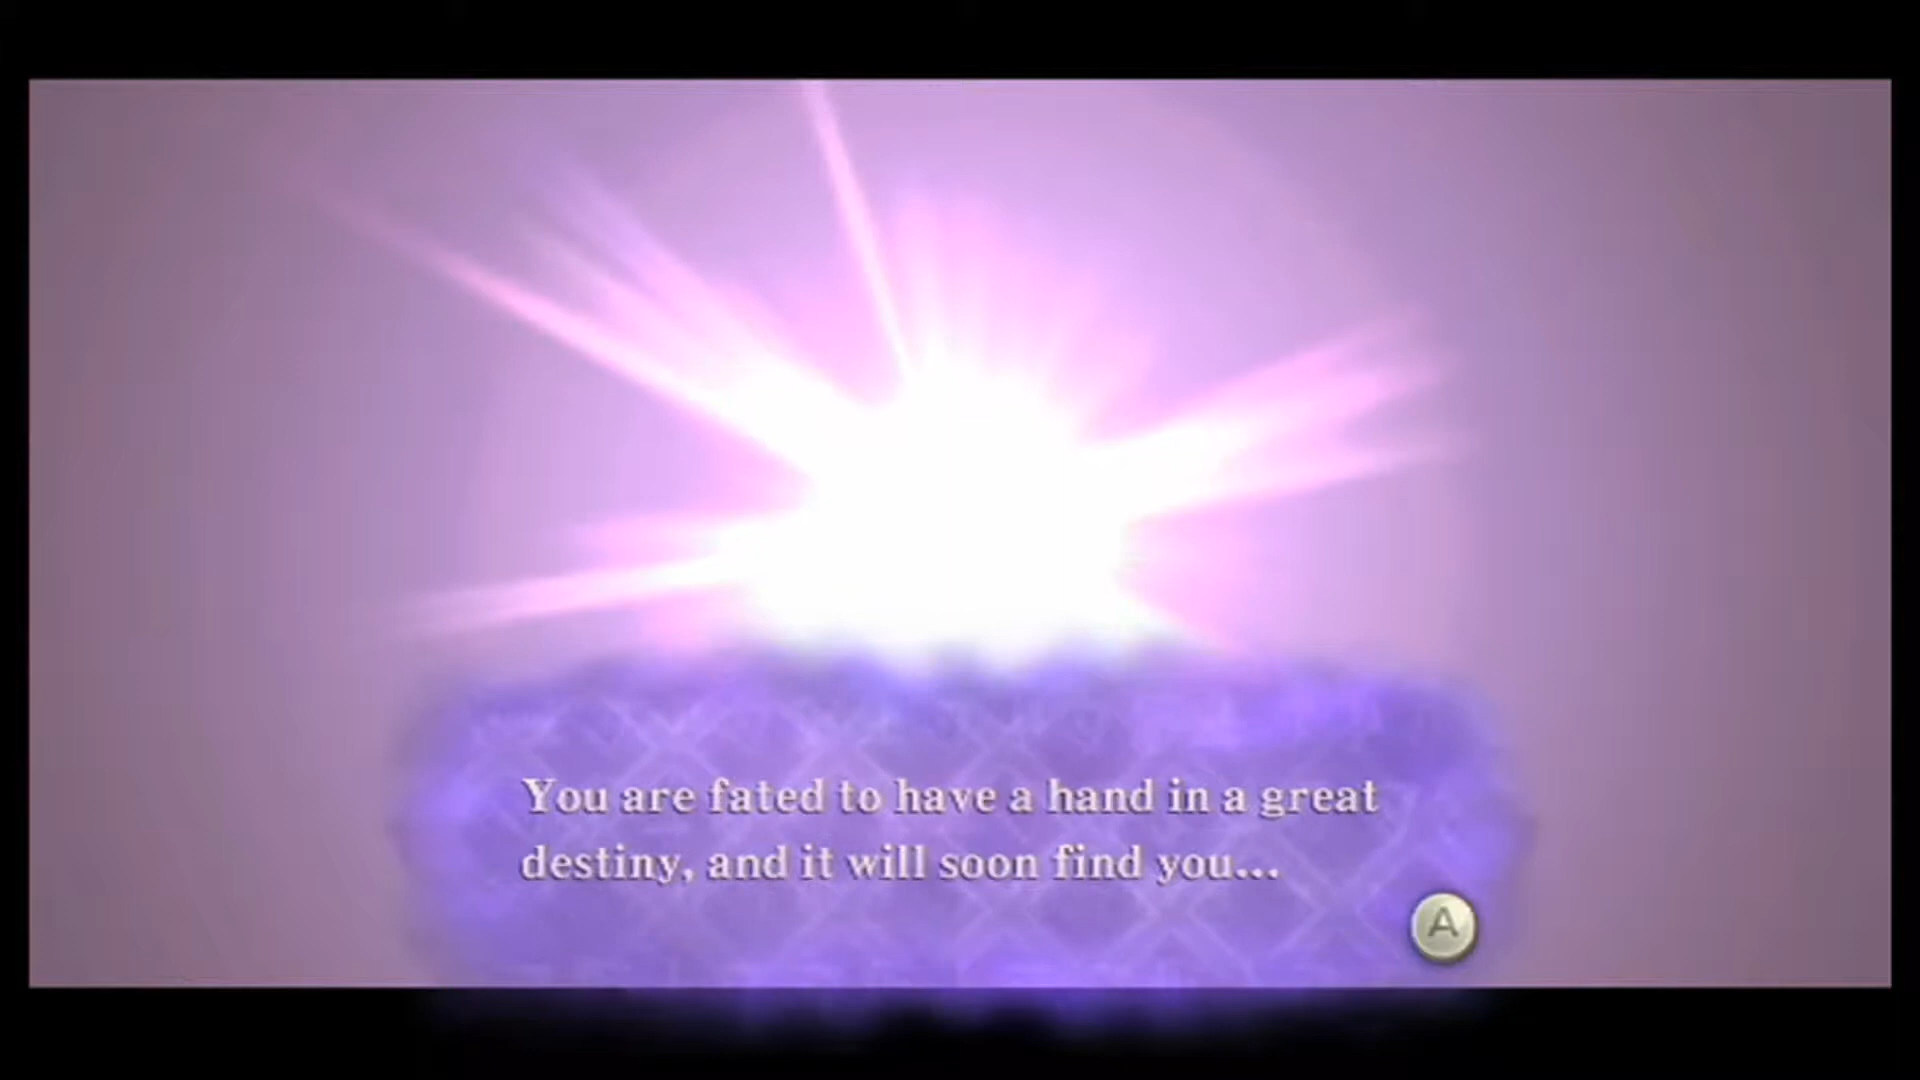 You are fated to have a hand in a great
destiny, and it will soon find you...
A